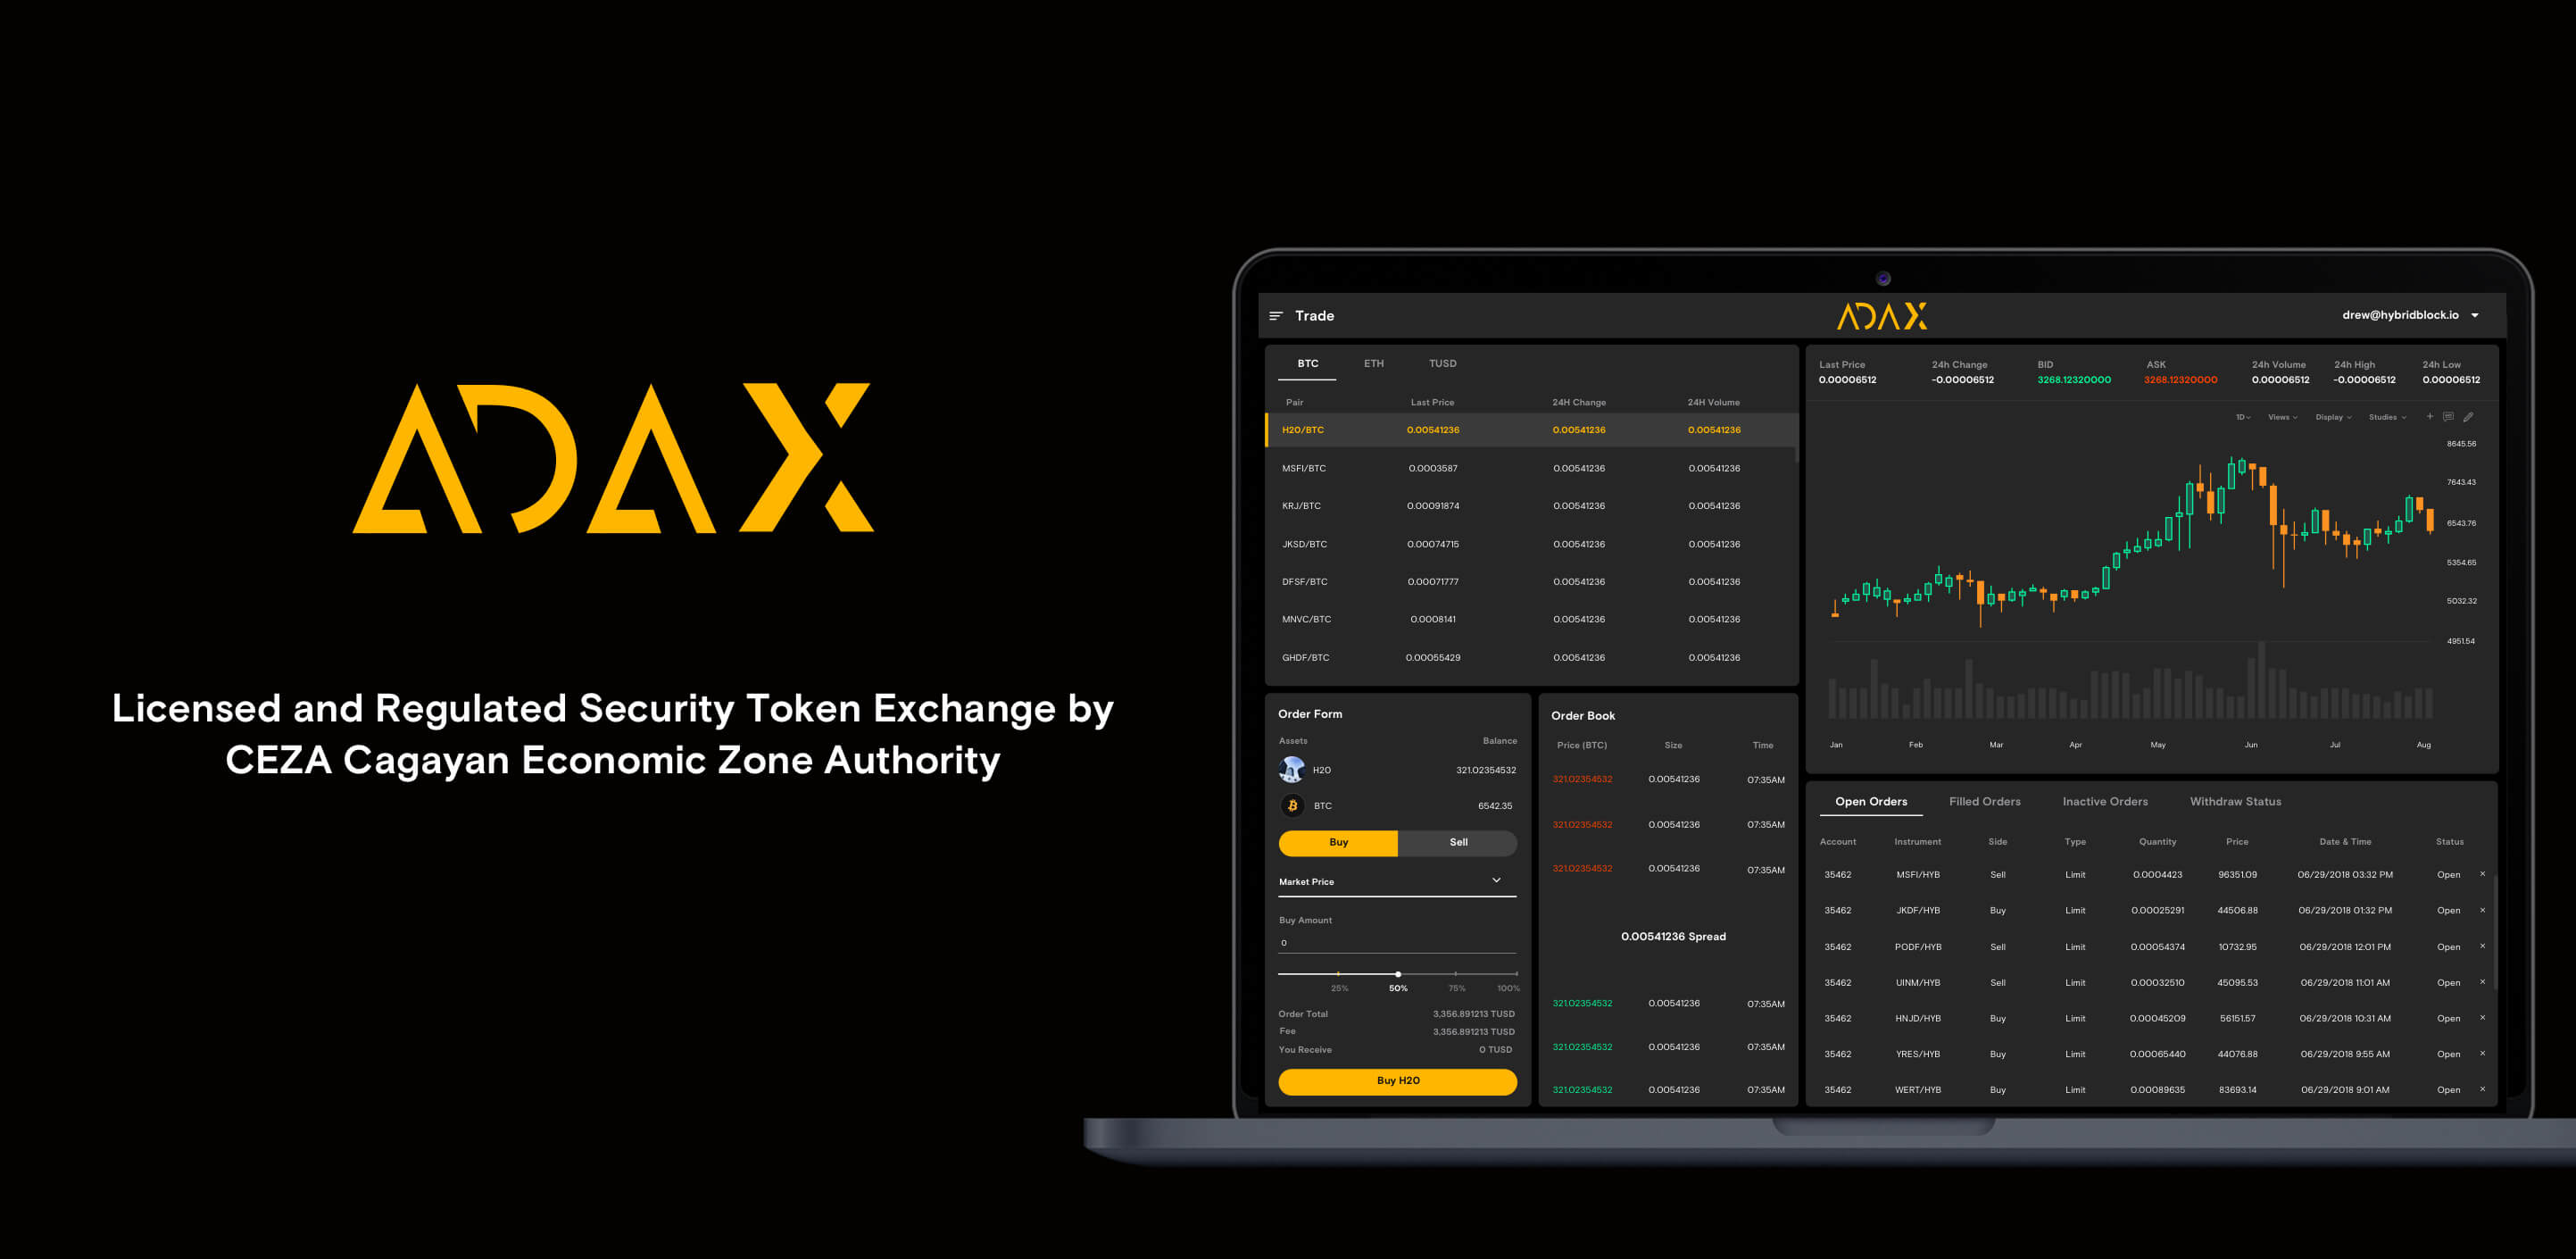 ADAX
Licensed and Regulated Security Token Exchange by
CEZA Cagayan Economic Zone Authority
Trade
ADAX
drew@hybridblock.io
BTC ETH TUSD
Pair Last Price 24H Change 24H Volume
H2O/BTC 0.00541236 0.00541236 0.00541236
MSFI/BTC 0.0003587 0.00541236 0.00541236
KRJ/BTC 0.00091874 0.00541236 0.00541236
JKSD/BTC 0.00074715 0.00541236 0.00541236
DFSF/BTC 0.00071777 0.00541236 0.00541236
MNVC/BTC 0.0008141 0.00541236 0.00541236
GHDF/BTC 0.00055429 0.00541236 0.00541236
Last Price 24h Change BID ASK 24h Volume 24h High 24h Low
0.00006512 -0.00006512 3268.12320000 3268.12320000 0.00006512 -0.00006512 0.00006512
1D Views Display Studies
8645.56
7643.43
6543.76
5354.65
5032.32
4951.54
Jan Feb Mar Apr May Jun Jul Aug
Order Form
Assets Balance
H2O 321.02354532
BTC 6542.35
Buy Sell
Market Price
Buy Amount
0
25% 50% 75% 100%
Order Total 3,356.891213 TUSD
Fee 3,356.891213 TUSD
You Receive 0 TUSD
Buy H2O
Order Book
Price (BTC) Size Time
321.02354532 0.00541236 07:35AM
321.02354532 0.00541236 07:35AM
321.02354532 0.00541236 07:35AM
0.00541236 Spread
321.02354532 0.00541236 07:35AM
321.02354532 0.00541236 07:35AM
321.02354532 0.00541236 07:35AM
Open Orders Filled Orders Inactive Orders Withdraw Status
Account Instrument Side Type Quantity Price Date & Time Status
35462 MSFI/HYB Sell Limit 0.0004423 96351.09 06/29/2018 03:32 PM Open ×
35462 JKDF/HYB Buy Limit 0.00025291 44506.88 06/29/2018 01:32 PM Open ×
35462 PODF/HYB Sell Limit 0.00054374 10732.95 06/29/2018 12:01 PM Open ×
35462 UINM/HYB Sell Limit 0.00032510 45095.53 06/29/2018 11:01 AM Open ×
35462 HNJD/HYB Buy Limit 0.00045209 56151.57 06/29/2018 10:31 AM Open ×
35462 YRES/HYB Buy Limit 0.00065440 44076.88 06/29/2018 9:55 AM Open ×
35462 WERT/HYB Buy Limit 0.00089635 83693.14 06/29/2018 9:01 AM Open ×